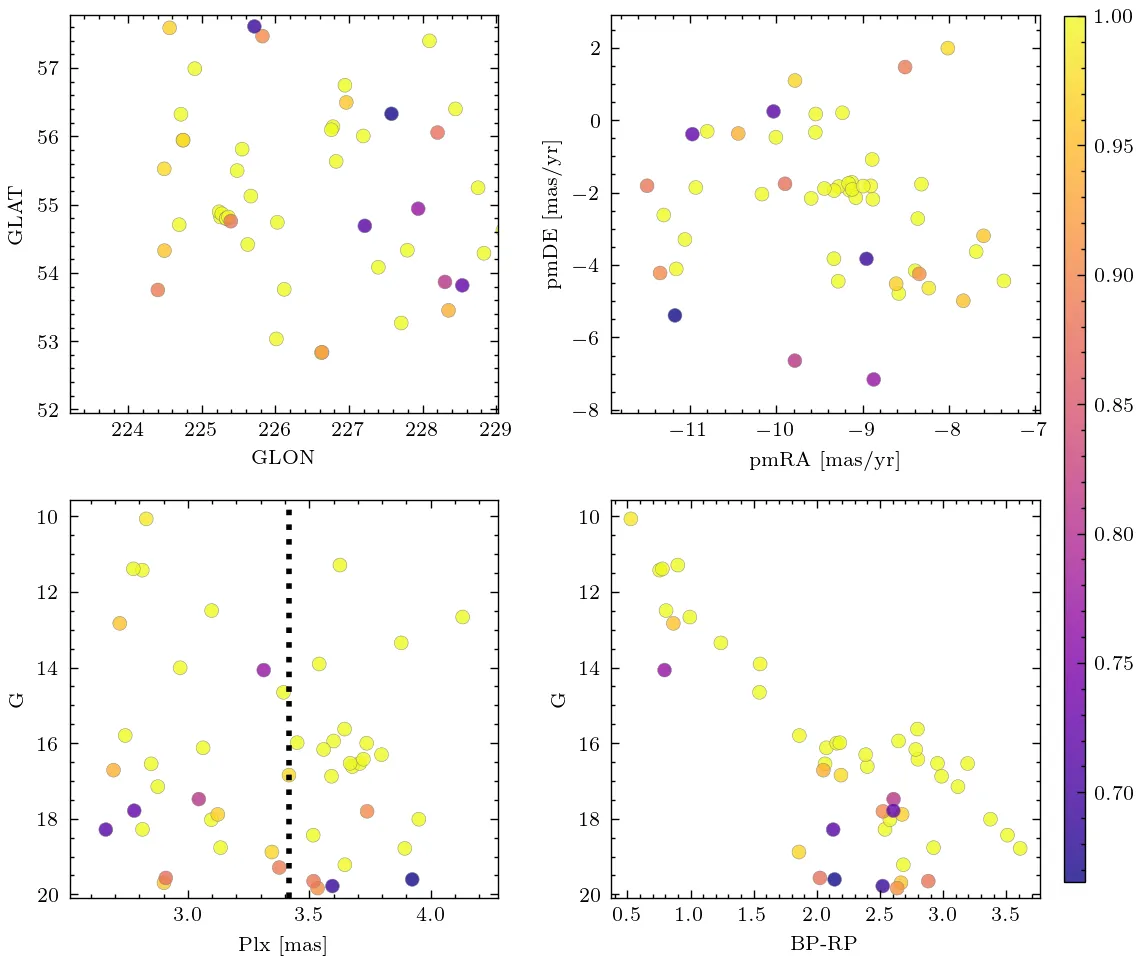 57
56
55
54
53
52
GLAT
224 225 226 227 228 229
GLON
2
0
−2
−4
−6
−8
pmDE [mas/yr]
−11 −10 −9 −8 −7
pmRA [mas/yr]
1.00
0.95
0.90
0.85
0.80
0.75
0.70
10
12
14
16
18
20
G
3.0 3.5 4.0
Plx [mas]
10
12
14
16
18
20
G
0.5 1.0 1.5 2.0 2.5 3.0 3.5
BP-RP